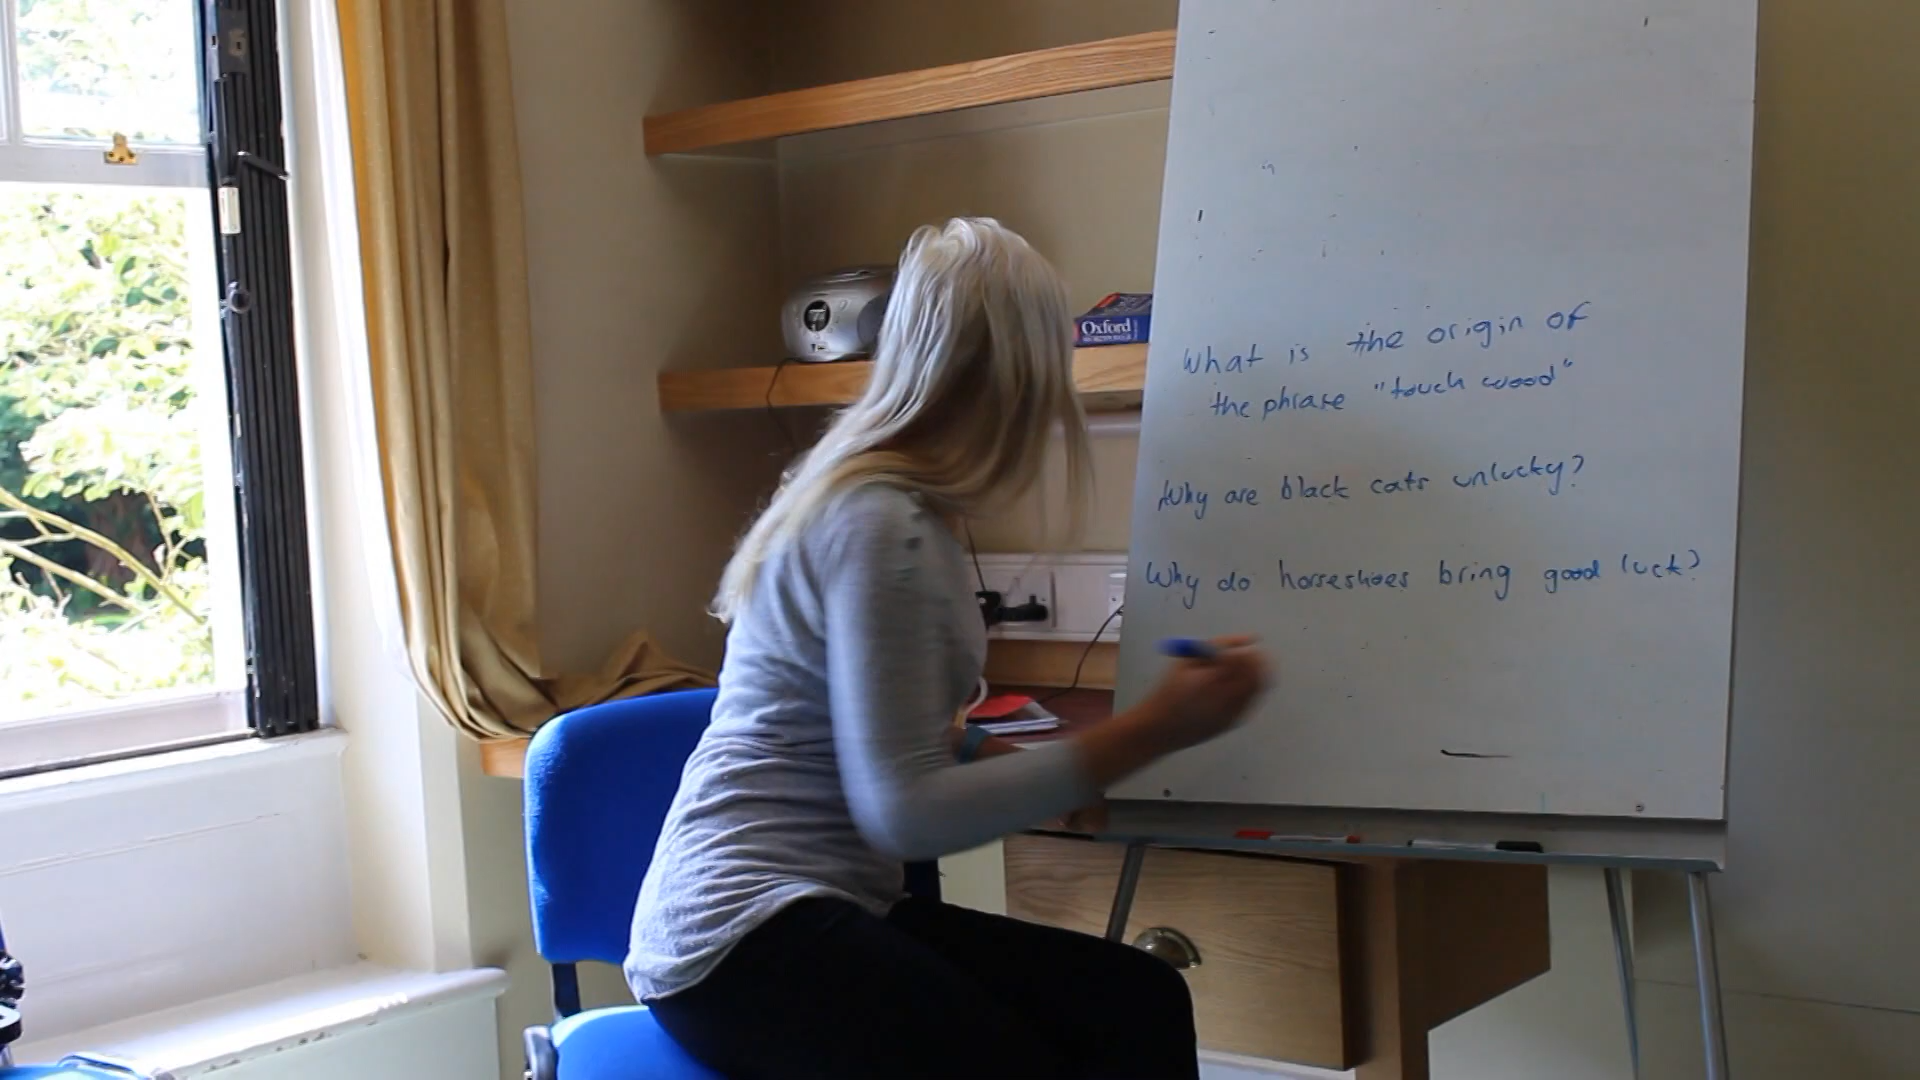 Oxford
What is the origin of
the phrase "touch wood"
Why are black cats unlucky?
Why do horseshoes bring good luck?